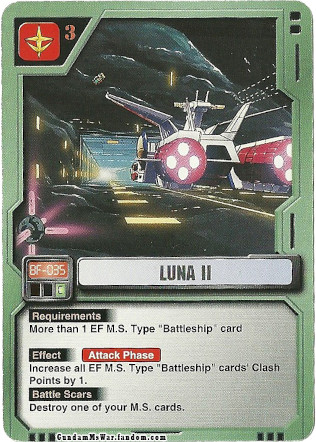 3
BF-035
C
LUNA II
Requirements
More than 1 EF M.S. Type "Battleship" card
Effect Attack Phase
Increase all EF M.S. Type "Battleship" cards' Clash
Points by 1.
Battle Scars
Destroy one of your M.S. cards.
GundamMsWar.fandom.com